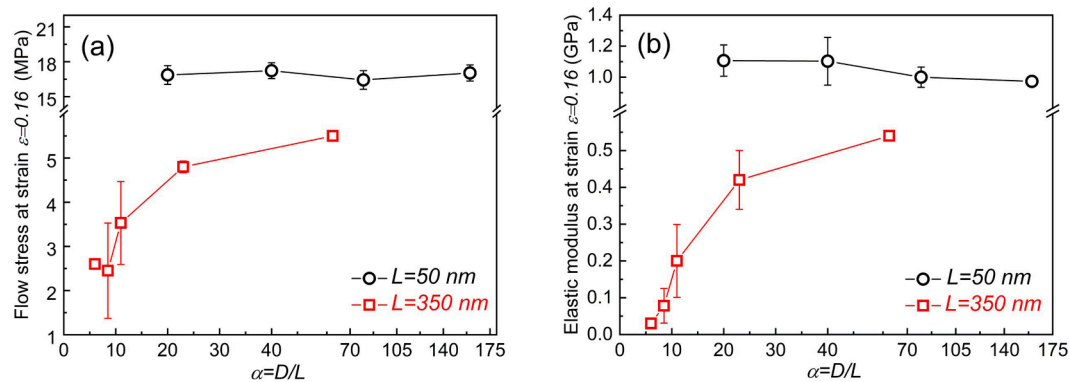 (a)
Flow stress at strain ε=0.16 (MPa)
21
18
15
5
4
3
2
1
L=50 nm
L=350 nm
0 10 20 40 70 105 140 175
α=D/L
(b)
Elastic modulus at strain ε=0.16 (GPa)
1.4
1.2
1.0
0.5
0.4
0.3
0.2
0.1
0.0
L=50 nm
L=350 nm
0 10 20 40 70 105 140 175
α=D/L